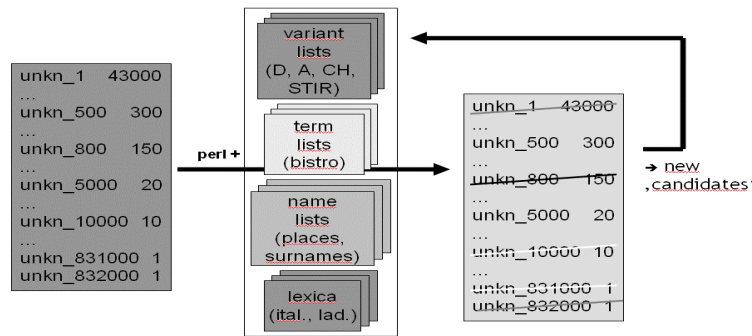 unkn_1 43000
...
unkn_500 300
...
unkn_800 150
...
unkn_5000 20
...
unkn_10000 10
...
unkn_831000 1
unkn_832000 1
perl +
variant
lists
(D, A, CH,
STIR)
term
lists
(bistro)
name
lists
(places,
surnames)
lexica
(ital., lad.)
unkn_1 43000
...
unkn_500 300
...
unkn_800 150
...
unkn_5000 20
...
unkn_10000 10
...
unkn_831000 1
unkn_832000 1
→ new
‚candidates'